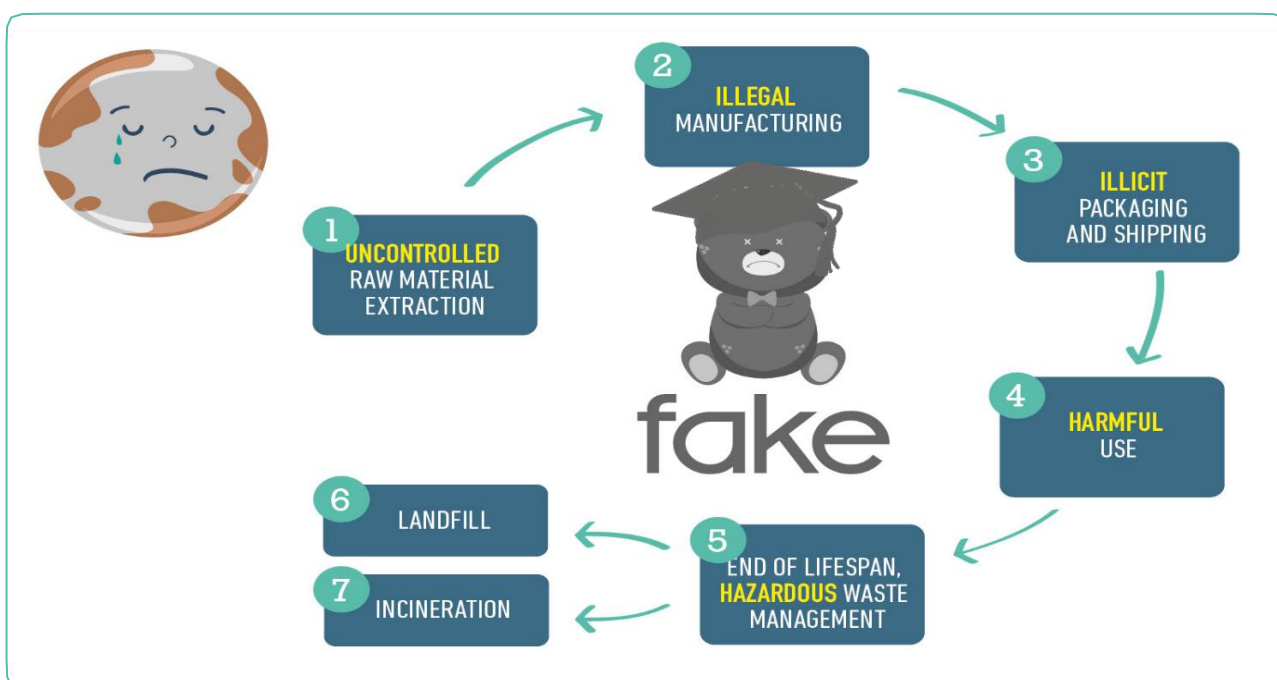 1
UNCONTROLLED
RAW MATERIAL
EXTRACTION
2
ILLEGAL
MANUFACTURING
3
ILLICIT
PACKAGING
AND SHIPPING
4
HARMFUL
USE
5
END OF LIFESPAN,
HAZARDOUS WASTE
MANAGEMENT
6
LANDFILL
7
INCINERATION
fake